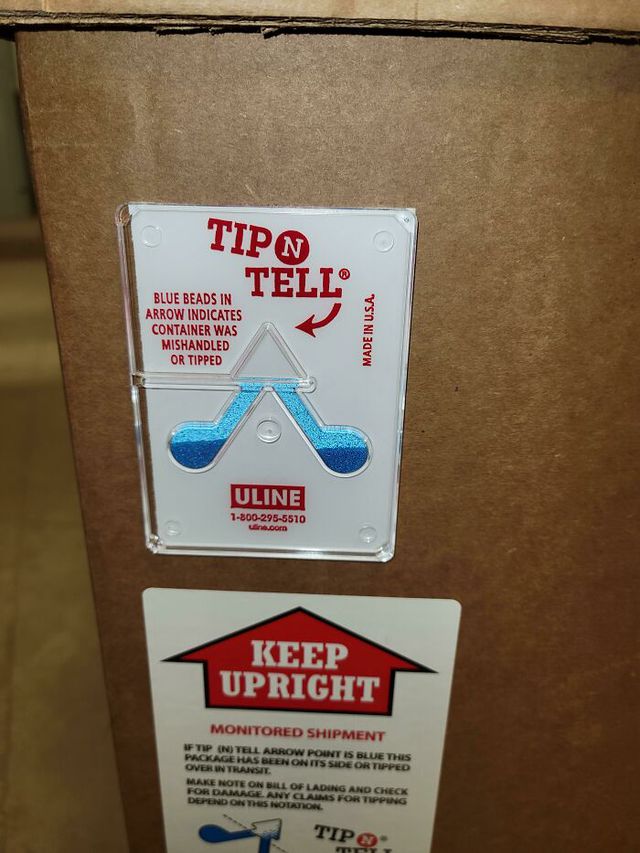 TIP N
TELL®
BLUE BEADS IN
ARROW INDICATES
CONTAINER WAS
MISHANDLED
OR TIPPED
MADE IN U.S.A.
ULINE
1-800-295-5510
uline.com
KEEP
UPRIGHT
MONITORED SHIPMENT
IF TIP (N) TELL ARROW POINT IS BLUE THIS
PACKAGE HAS BEEN ON ITS SIDE OR TIPPED
OVER IN TRANSIT.
MAKE NOTE ON BILL OF LADING AND CHECK
FOR DAMAGE. ANY CLAIMS FOR TIPPING
DEPEND ON THIS NOTATION.
TIP N
TELL